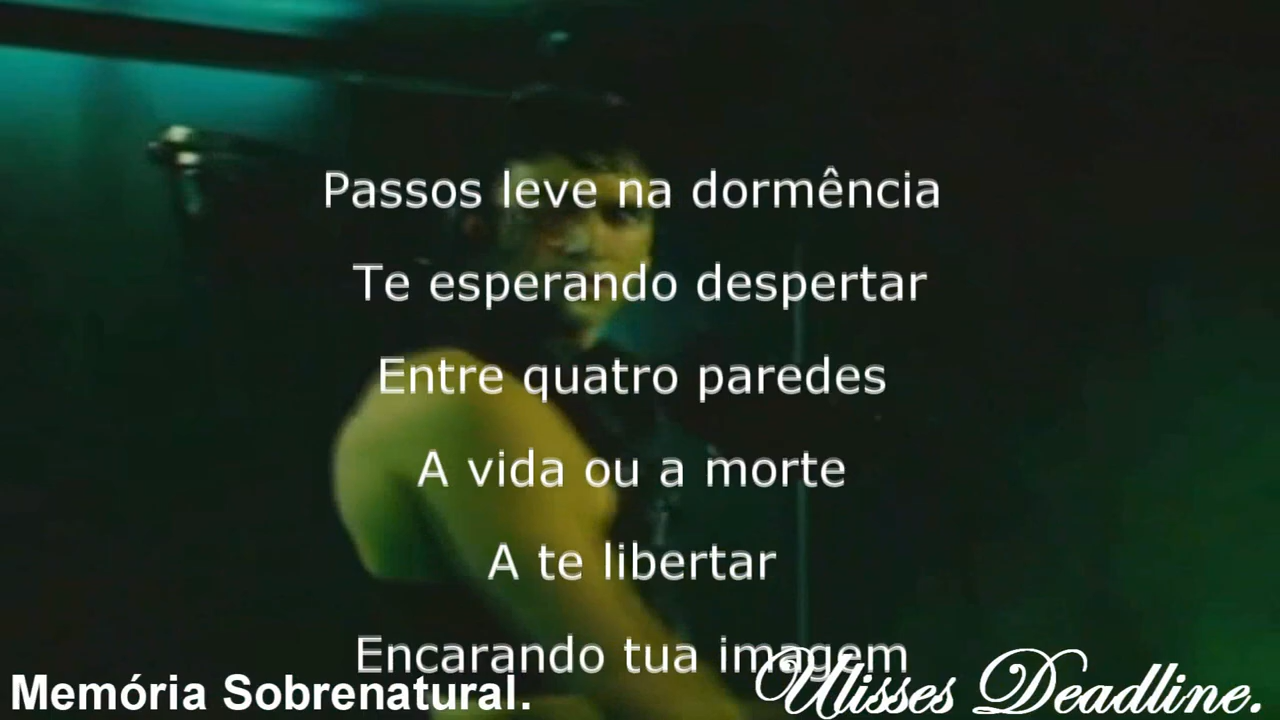 Passos leve na dormência
Te esperando despertar
Entre quatro paredes
A vida ou a morte
A te libertar
Encarando tua imagem
Memória Sobrenatural.
Ulisses Deadline.